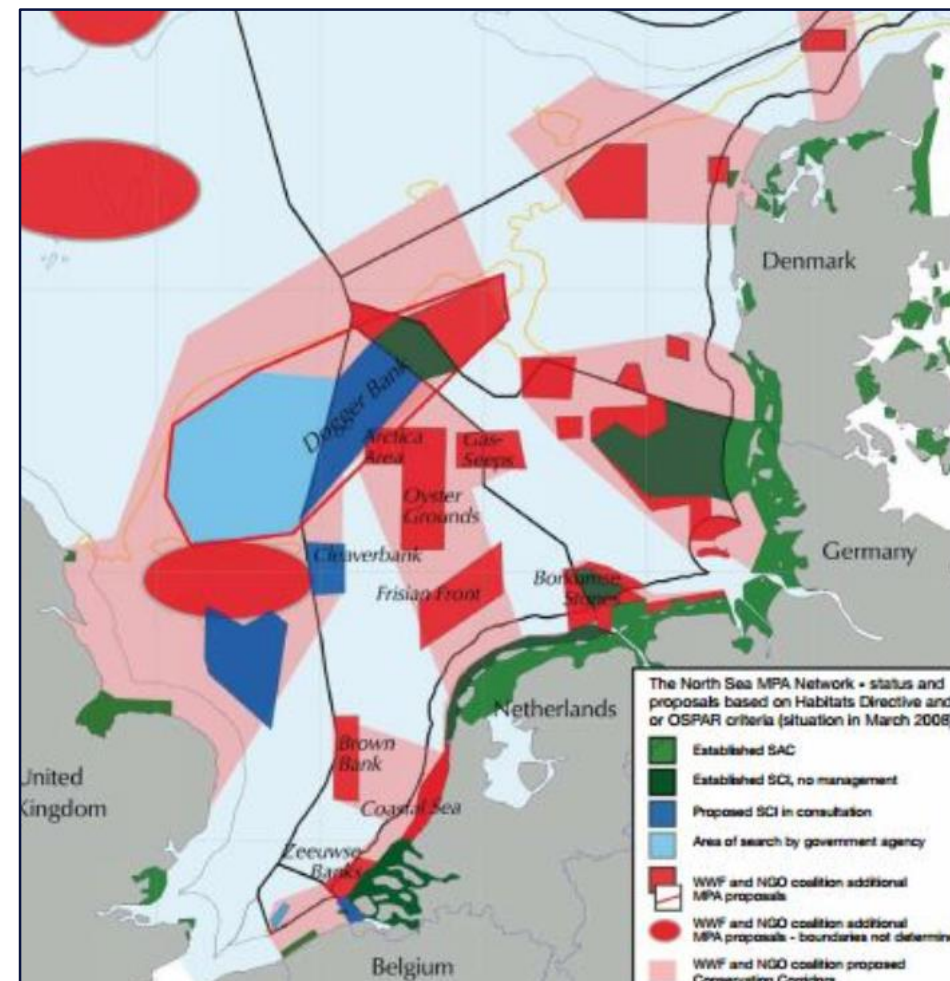 Denmark
Dogger Bank
Arctica
Area
Gas-
Seeps
Oyster
Grounds
Germany
Cleaverbank
Frisian Front
Borkumse
Stones
Netherlands
Brown
Bank
United
Kingdom
Coastal Sea
Zeeuwse
Banks
Belgium
The North Sea MPA Network - status and
proposals based on Habitats Directive and
or OSPAR criteria (situation in March 2008)
Established SAC
Established SCI, no management
Proposed SCI in consultation
Area of search by government agency
WWF and NGO coalition additional
MPA proposals
WWF and NGO coalition additional
MPA proposals - boundaries not determine
WWF and NGO coalition proposed
Conservation Corridors